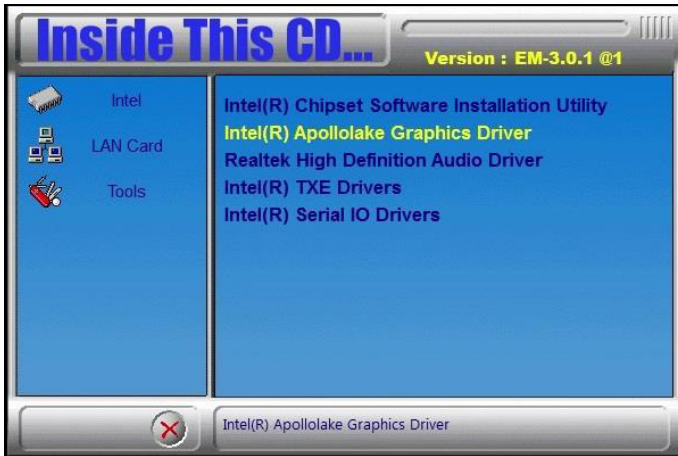 Inside This CD...
Version : EM-3.0.1 @1
Intel
LAN Card
Tools
Intel(R) Chipset Software Installation Utility
Intel(R) Apollolake Graphics Driver
Realtek High Definition Audio Driver
Intel(R) TXE Drivers
Intel(R) Serial IO Drivers
Intel(R) Apollolake Graphics Driver